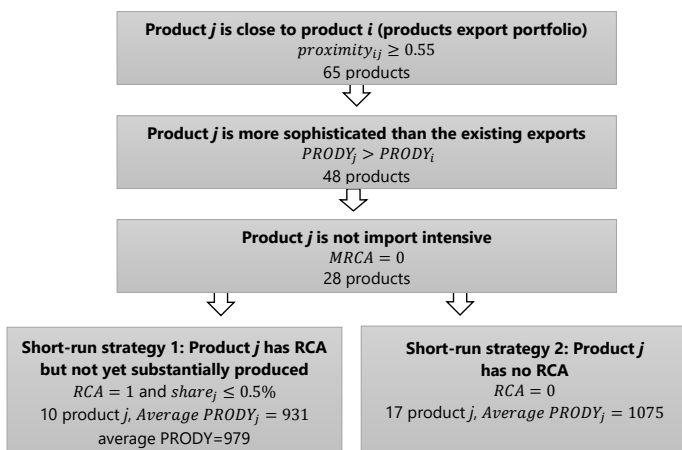 Product j is close to product i (products export portfolio)
proximityᵢⱼ ≥ 0.55
65 products
Product j is more sophisticated than the existing exports
PRODYⱼ > PRODYᵢ
48 products
Product j is not import intensive
MRCA = 0
28 products
Short-run strategy 1: Product j has RCA
but not yet substantially produced
RCA = 1 and shareⱼ ≤ 0.5%
10 product j, Average PRODYⱼ = 931
average PRODY=979
Short-run strategy 2: Product j
has no RCA
RCA = 0
17 product j, Average PRODYⱼ = 1075